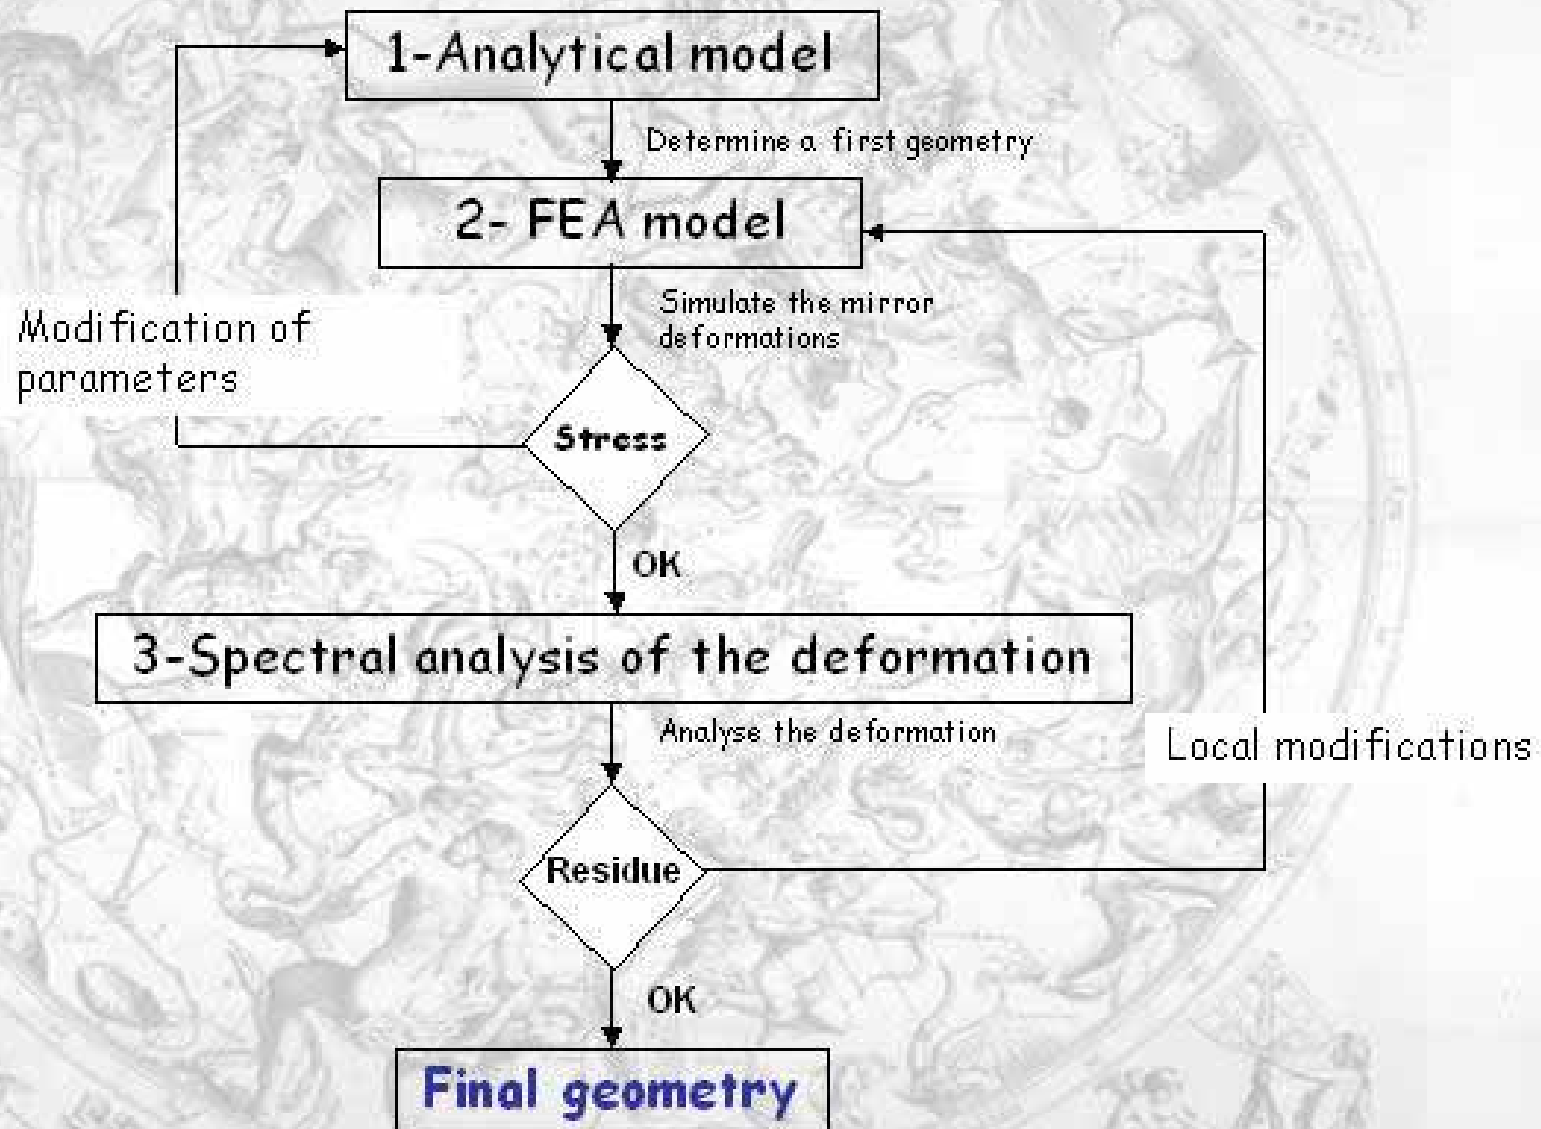 1-Analytical model
Determine a first geometry
2- FEA model
Simulate the mirror
deformations
Modification of
parameters
Stress
OK
3-Spectral analysis of the deformation
Analyse the deformation
Local modifications
Residue
OK
Final geometry